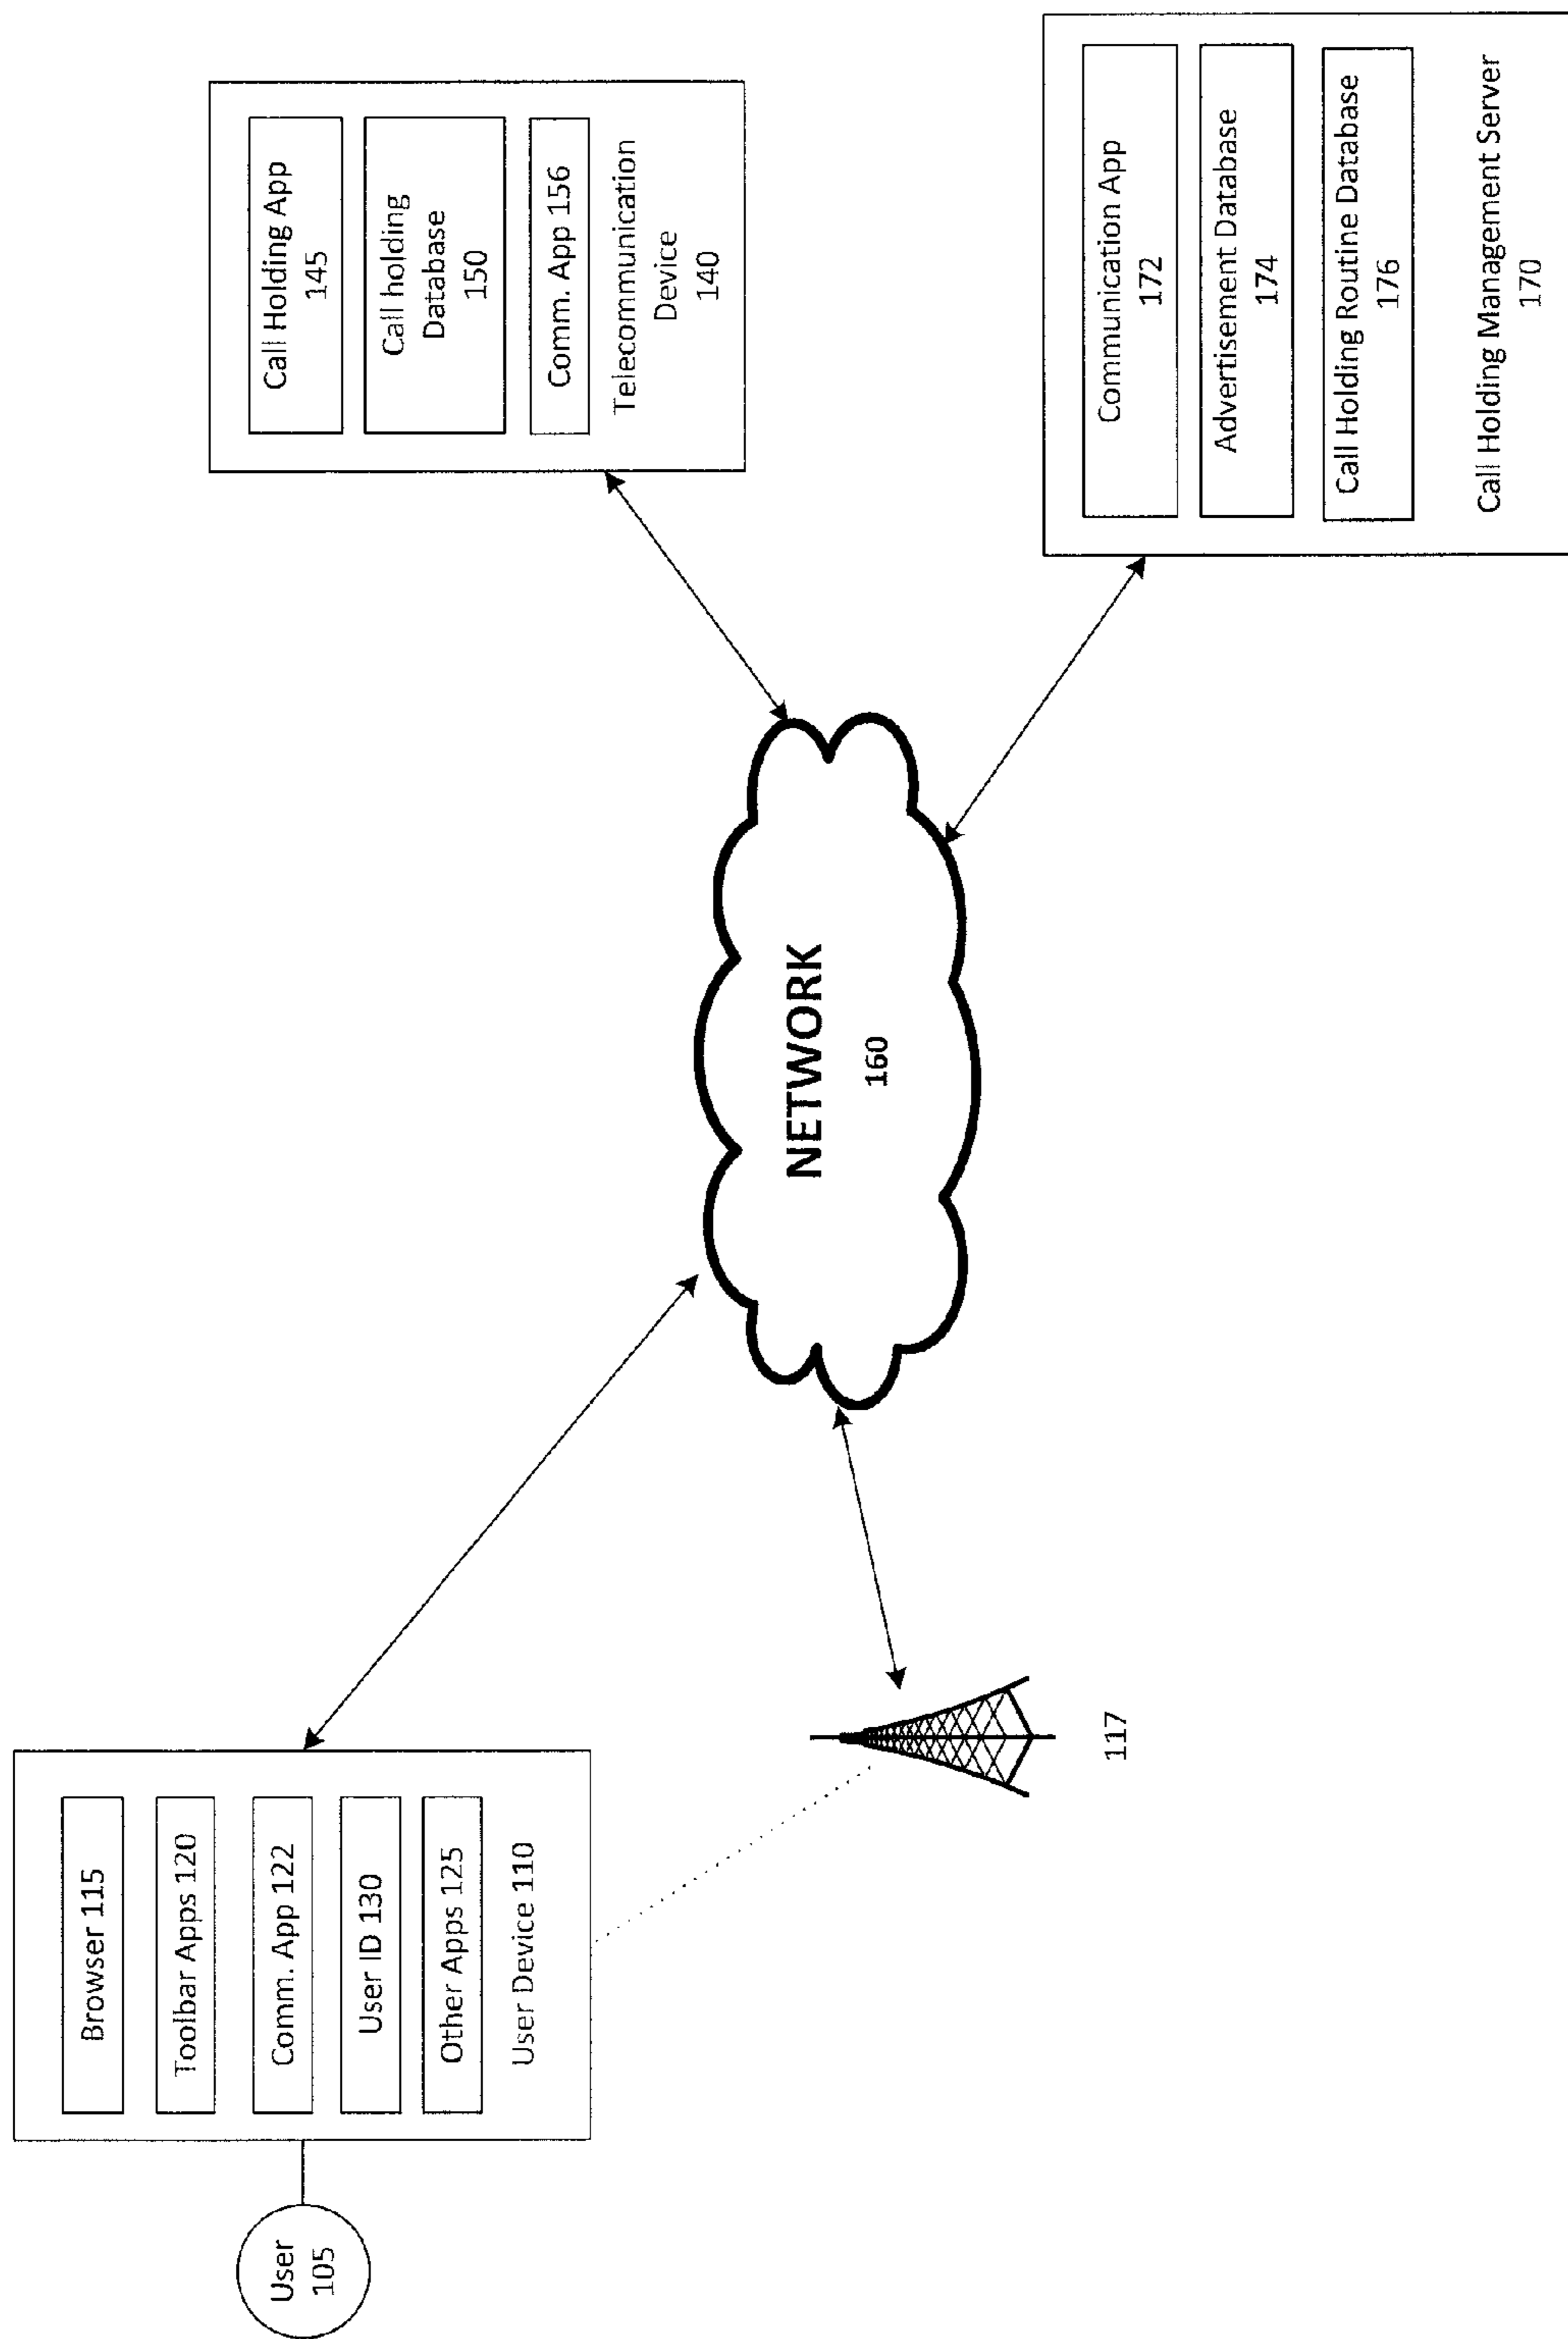 User
105
Browser 115
Toolbar Apps 120
Comm. App 122
User ID 130
Other Apps 125
User Device 110
117
NETWORK
160
Call Holding App
145
Call holding
Database
150
Comm. App 156
Telecommunication
Device
140
Communication App
172
Advertisement Database
174
Call Holding Routine Database
176
Call Holding Management Server
170